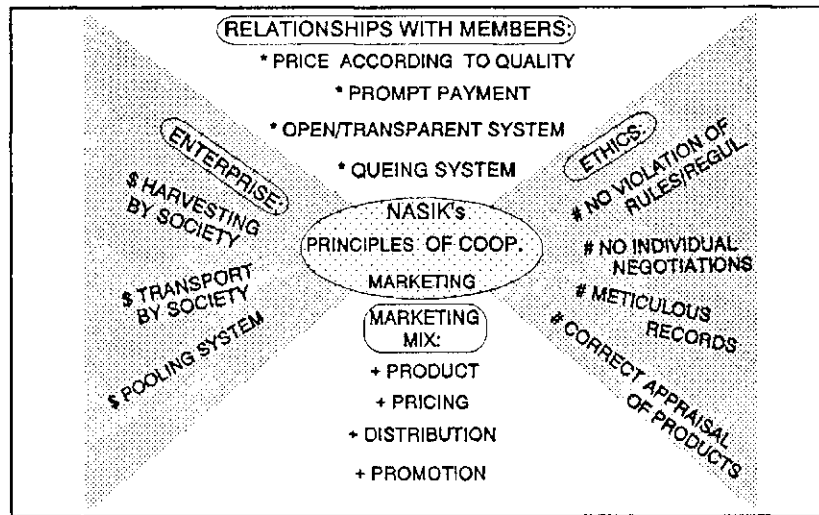 RELATIONSHIPS WITH MEMBERS:
* PRICE ACCORDING TO QUALITY
* PROMPT PAYMENT
* OPEN/TRANSPARENT SYSTEM
* QUEING SYSTEM
ENTERPRISE:
$ HARVESTING
BY SOCIETY
$ TRANSPORT
BY SOCIETY
$ POOLING SYSTEM
NASIK's
PRINCIPLES OF COOP.
MARKETING
ETHICS:
# NO VIOLATION OF
RULES/REGUL
# NO INDIVIDUAL
NEGOTIATIONS
# METICULOUS
RECORDS
# CORRECT APPRAISAL
OF PRODUCTS
MARKETING
MIX:
+ PRODUCT
+ PRICING
+ DISTRIBUTION
+ PROMOTION